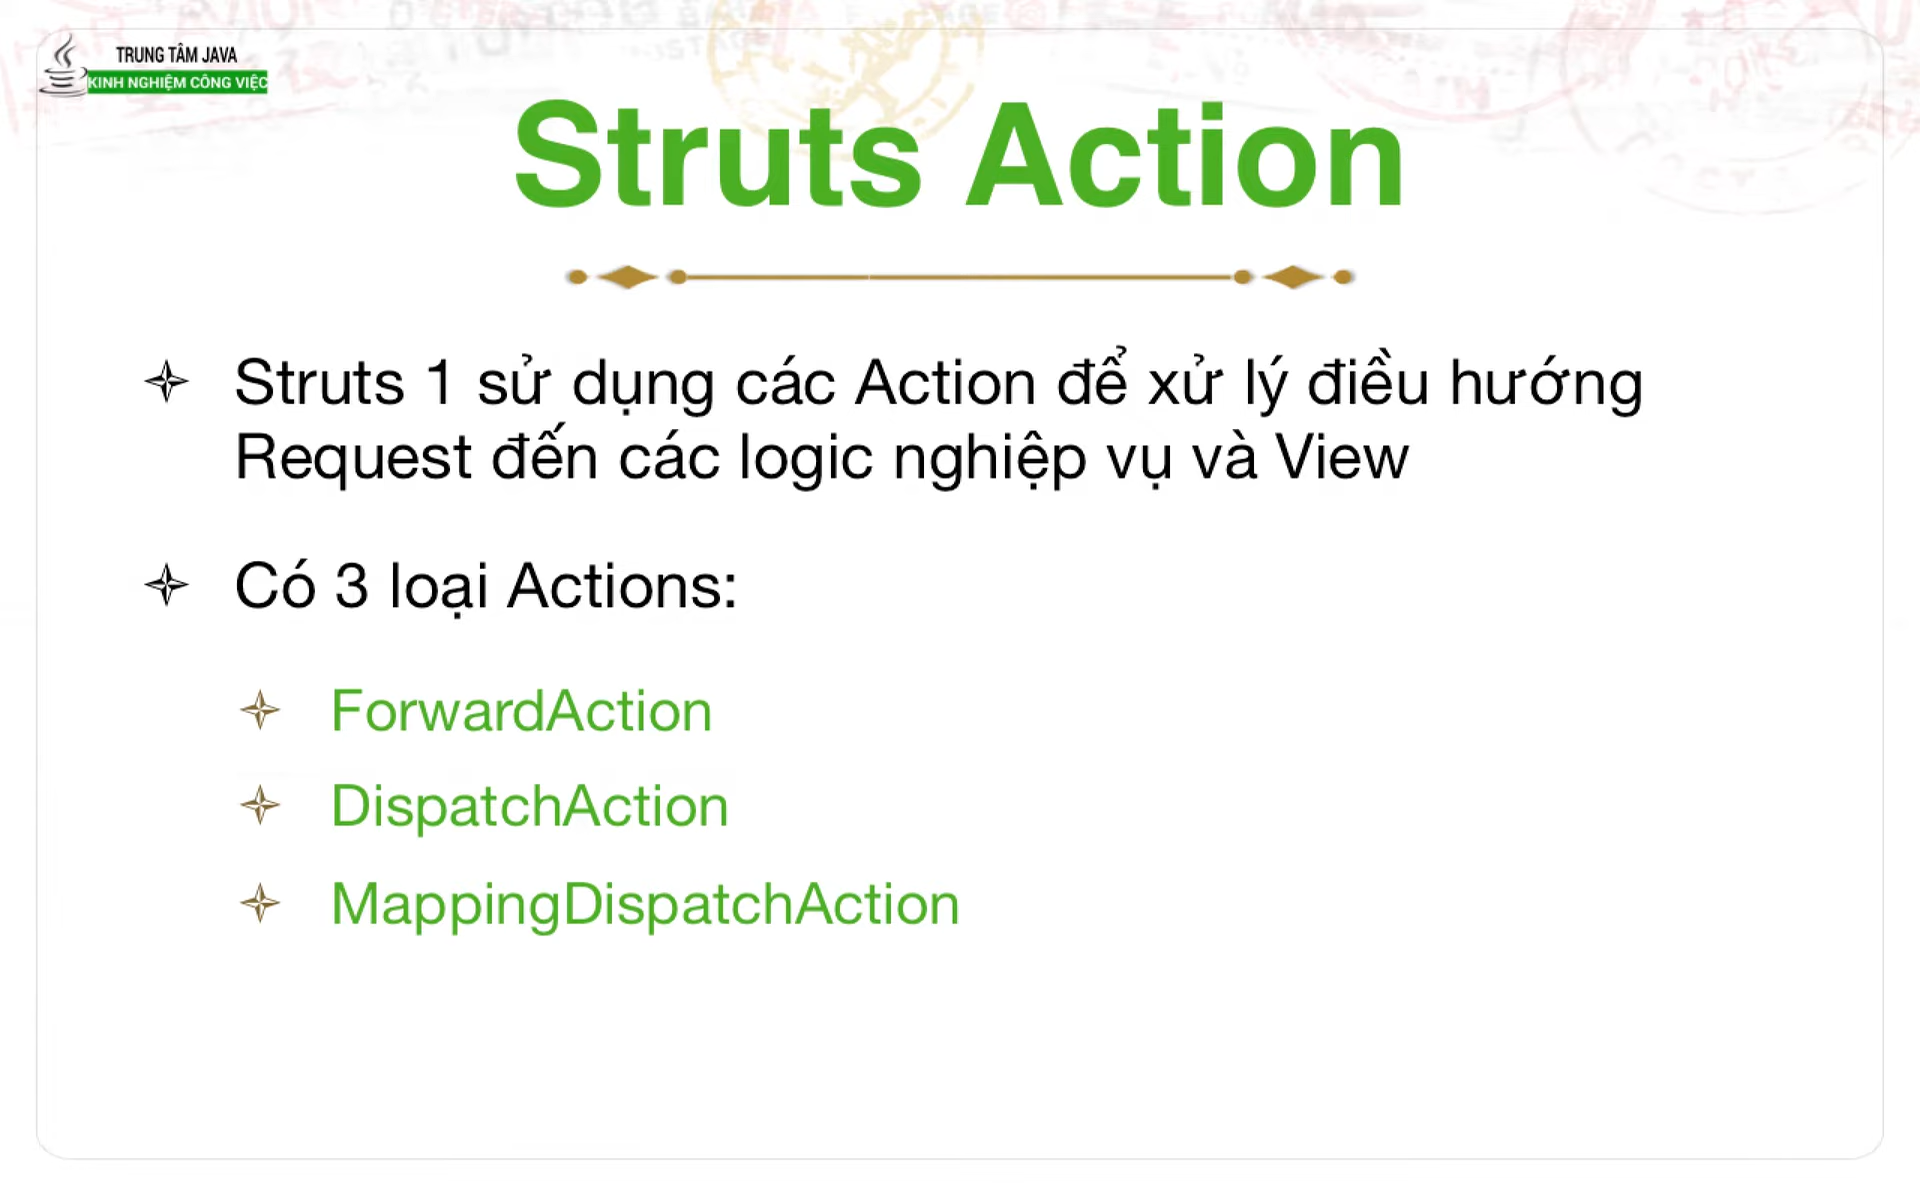 TRUNG TÂM JAVA
KINH NGHIỆM CÔNG VIỆC
Struts Action
Struts 1 sử dụng các Action để xử lý điều hướng
Request đến các logic nghiệp vụ và View
Có 3 loại Actions:
ForwardAction
DispatchAction
MappingDispatchAction